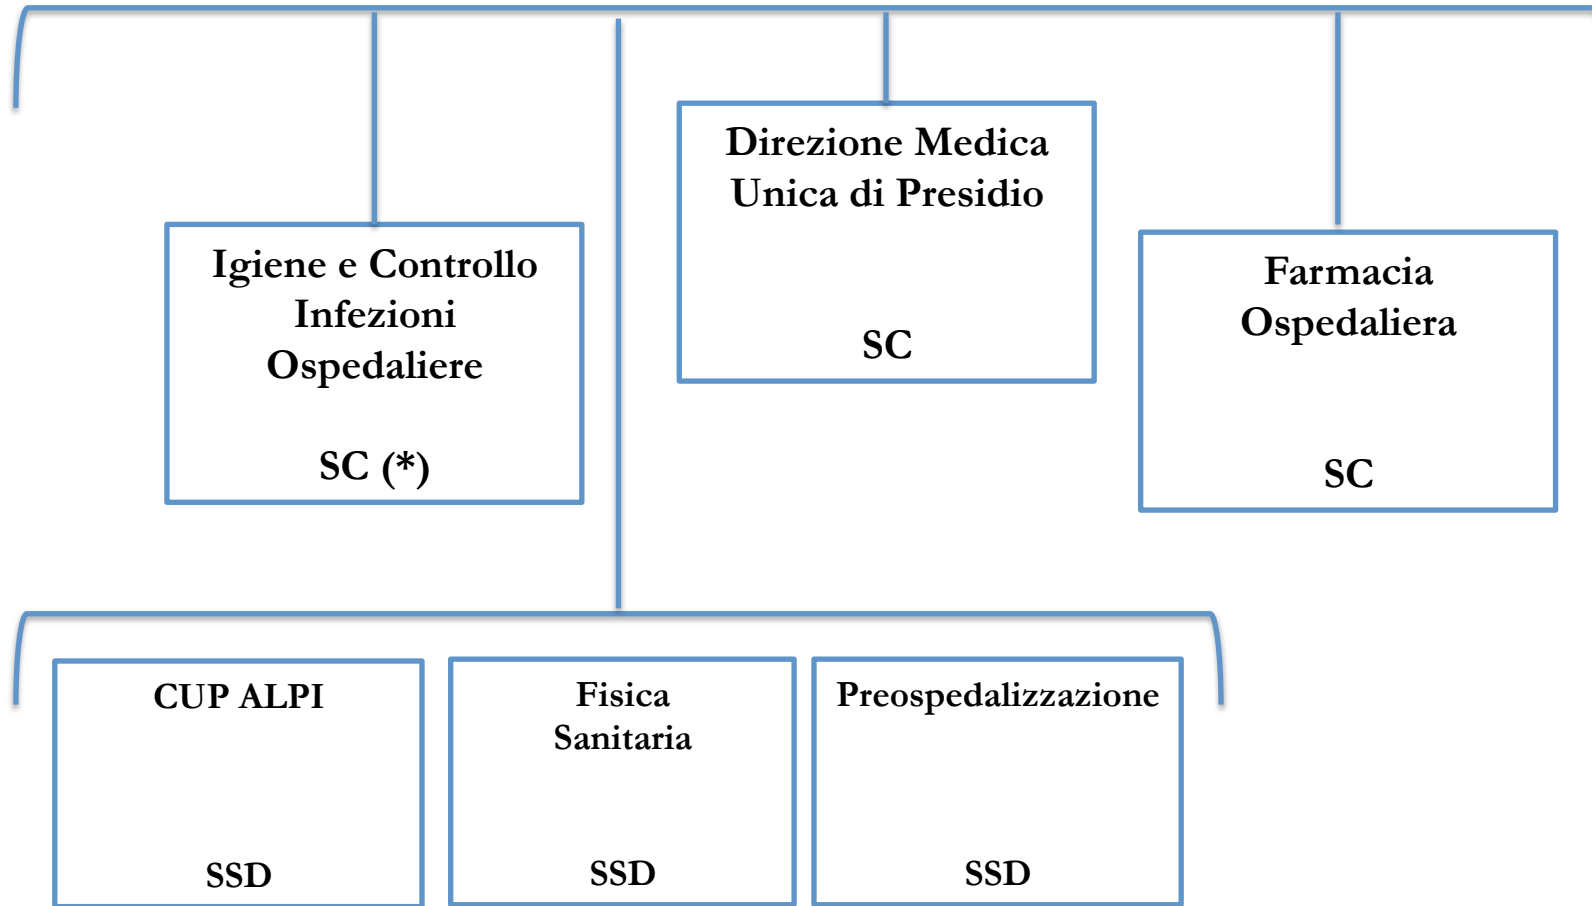 Direzione Medica
Unica di Presidio
SC
Igiene e Controllo
Infezioni
Ospedaliere
SC (*)
Farmacia
Ospedaliera
SC
CUP ALPI
SSD
Fisica
Sanitaria
SSD
Preospedalizzazione
SSD